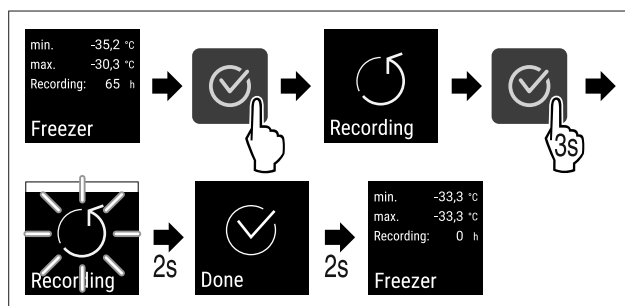 min. -35,2 °C
max. -30,3 °C
Recording: 65 h
Freezer
Recording
3s
Recording
2s
Done
2s
min. -33,3 °C
max. -33,3 °C
Recording: 0 h
Freezer